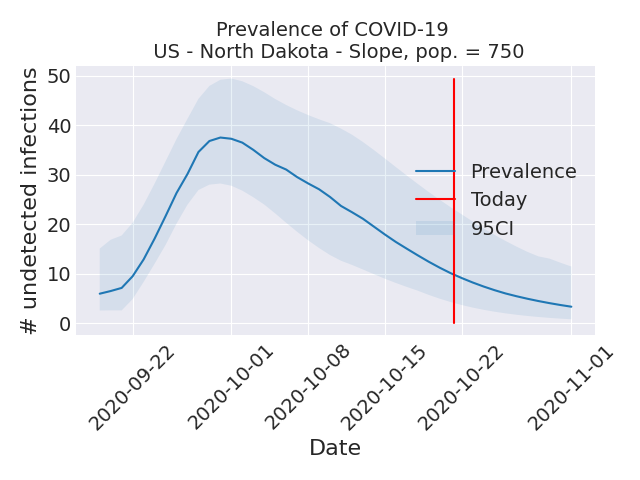 Prevalence of COVID-19
US - North Dakota - Slope, pop. = 750
# undetected infections
50
40
30
20
10
0
Prevalence
Today
95CI
2020-09-22
2020-10-01
2020-10-08
2020-10-15
2020-10-22
2020-11-01
Date